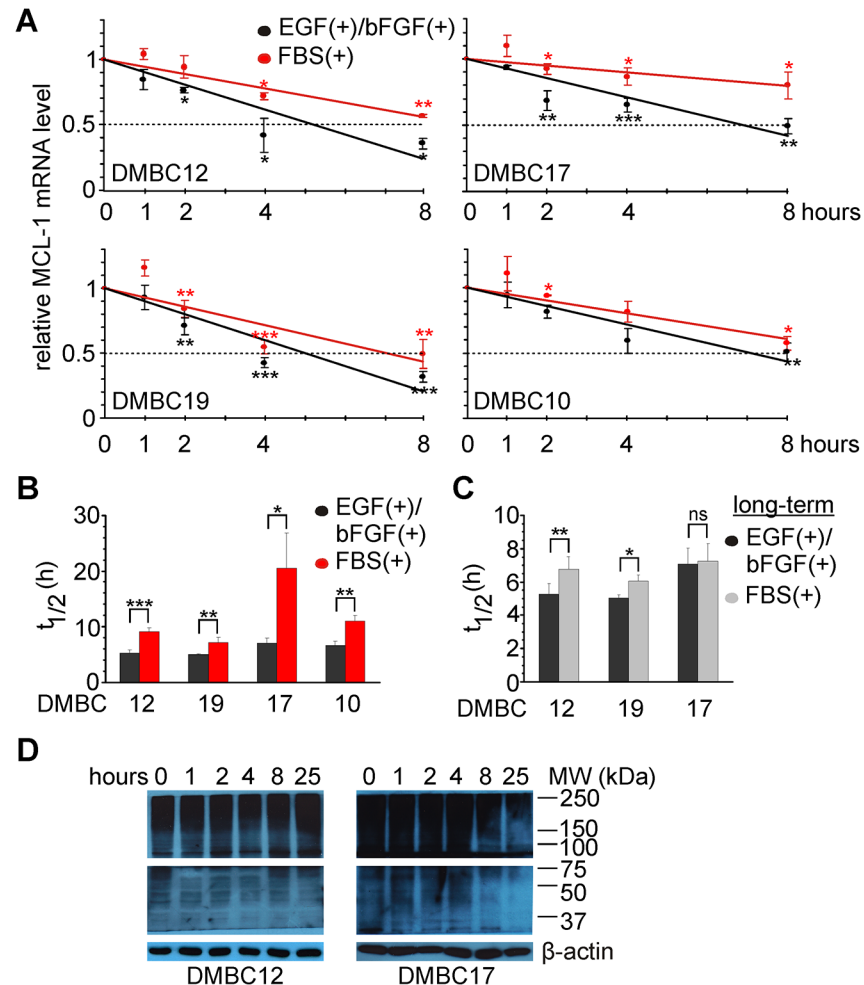 A
EGF(+)/bFGF(+)
FBS(+)
relative MCL-1 mRNA level
1
0.5
0
DMBC12
0 1 2 4 8
DMBC17
0 1 2 4 8 hours
* * * * ** *
* * * ** *** **
1
0.5
0
DMBC19
0 1 2 4 8
DMBC10
0 1 2 4 8 hours
** *** ** ** *** ***
* * **
B
EGF(+)/
bFGF(+)
FBS(+)
t1/2(h)
30
20
10
0
*** ** * **
DMBC 12 19 17 10
C
long-term
EGF(+)/
bFGF(+)
FBS(+)
t1/2(h)
10
8
6
4
2
0
** * ns
DMBC 12 19 17
D
hours 0 1 2 4 8 25
0 1 2 4 8 25 MW (kDa)
250
150
100
75
50
37
β-actin
DMBC12
DMBC17